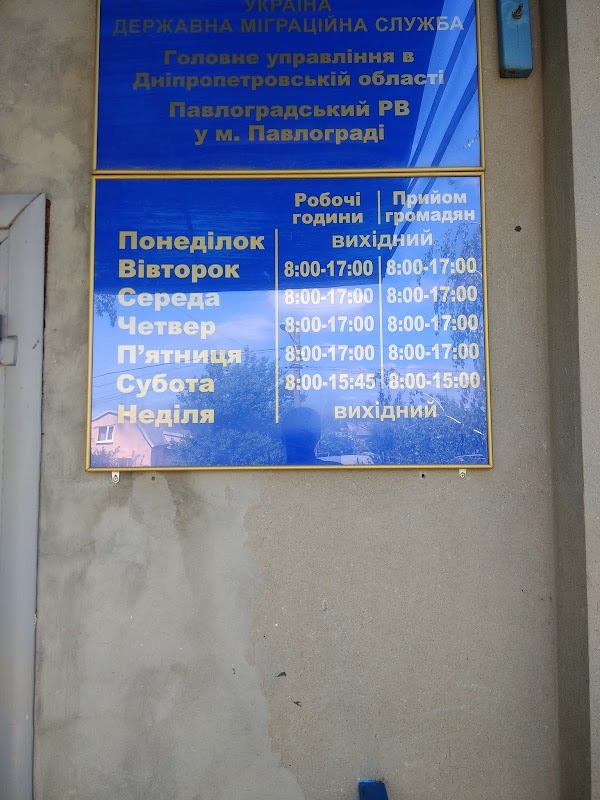 УКРАЇНА
ДЕРЖАВНА МІГРАЦІЙНА СЛУЖБА
Головне управління в
Дніпропетровській області
Павлоградський РВ
у м. Павлограді
Робочі години Прийом громадян
Понеділок вихідний
Вівторок 8:00-17:00 8:00-17:00
Середа 8:00-17:00 8:00-17:00
Четвер 8:00-17:00 8:00-17:00
П'ятниця 8:00-17:00 8:00-17:00
Субота 8:00-15:45 8:00-15:00
Неділя вихідний